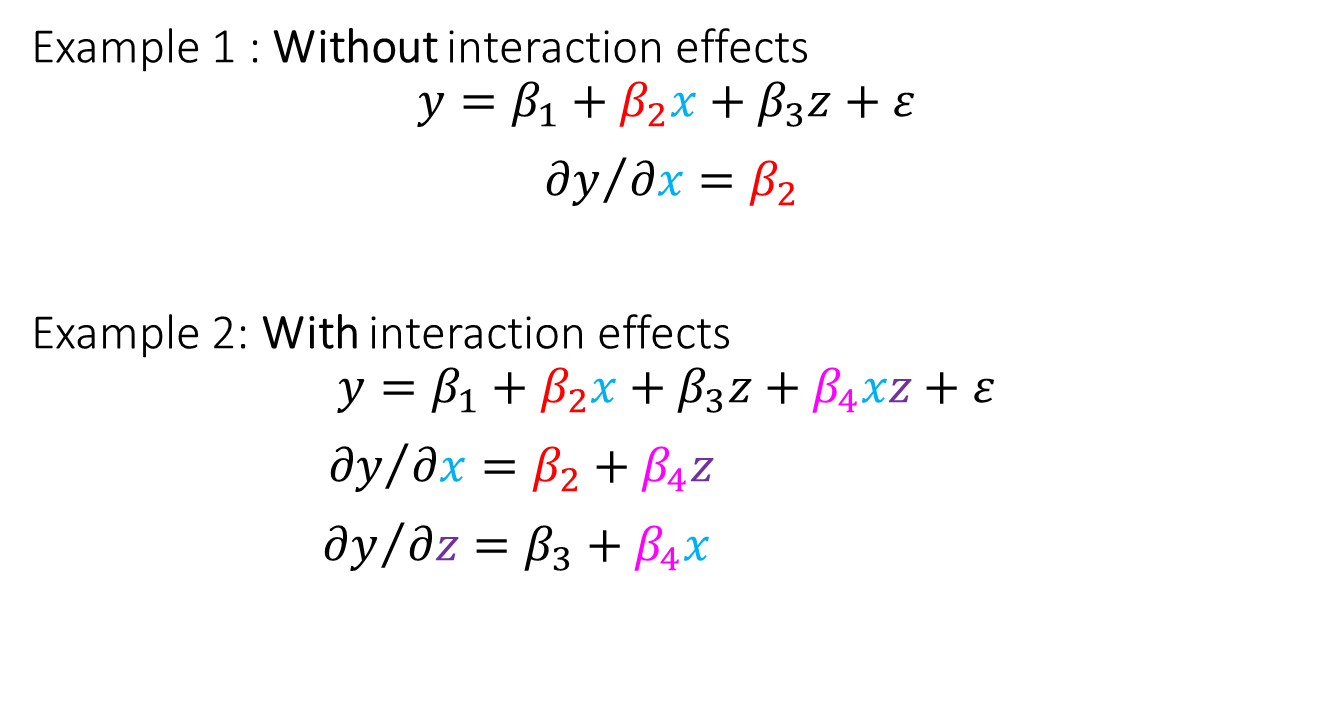 Example 1 : Without interaction effects
y = β₁ + β₂x + β₃z + ε
∂y/∂x = β₂
Example 2: With interaction effects
y = β₁ + β₂x + β₃z + β₄xz + ε
∂y/∂x = β₂ + β₄z
∂y/∂z = β₃ + β₄x